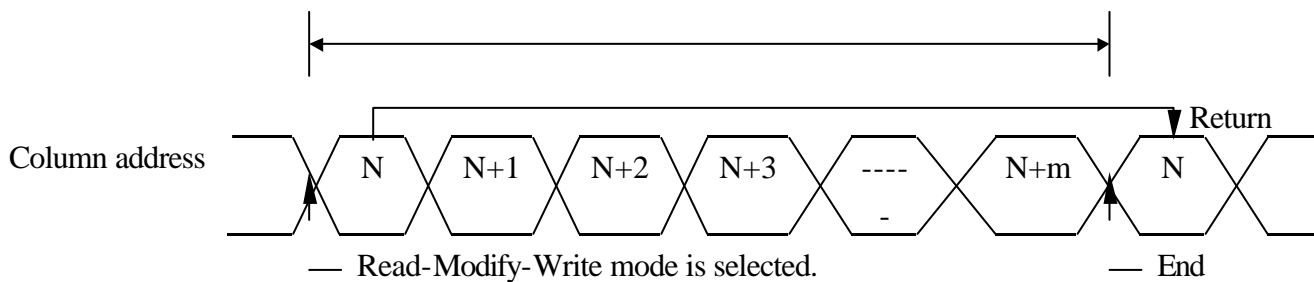 Return
Column address N N+1 N+2 N+3 ---- N+m N
-
Read-Modify-Write mode is selected. End